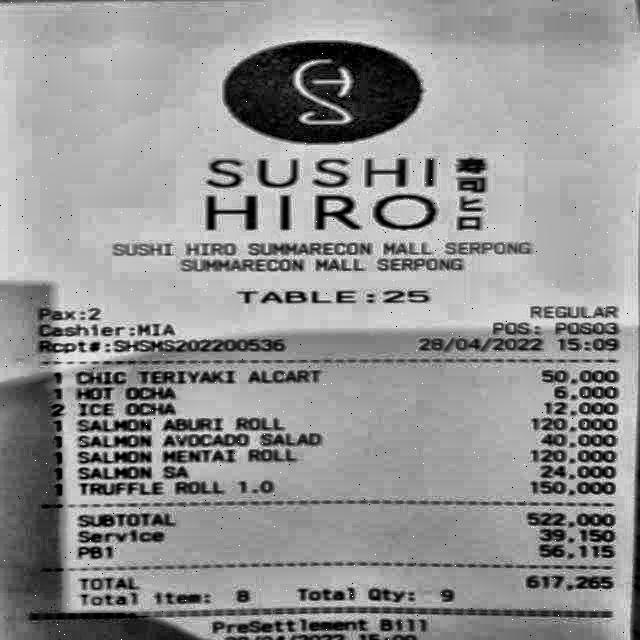 SUSHI 寿司
HIRO ヒロ
SUSHI HIRO SUMMARECON MALL SERPONG
SUMMARECON MALL SERPONG
TABLE:25
Pax:2 REGULAR
Cashier:MIA POS: POS03
Rcpt#:SHSMS202200536 28/04/2022 15:09
1 CHIC TERIYAKI ALCART 50,000
1 HOT OCHA 6,000
2 ICE OCHA 12,000
1 SALMON ABURI ROLL 120,000
1 SALMON AVOCADO SALAD 40,000
1 SALMON MENTAI ROLL 120,000
1 SALMON SA 24,000
1 TRUFFLE ROLL 1.0 150,000
SUBTOTAL 522,000
Service 39,150
PB1 56,115
TOTAL 617,265
Total item: 8 Total Qty: 9
PreSettlement Bill